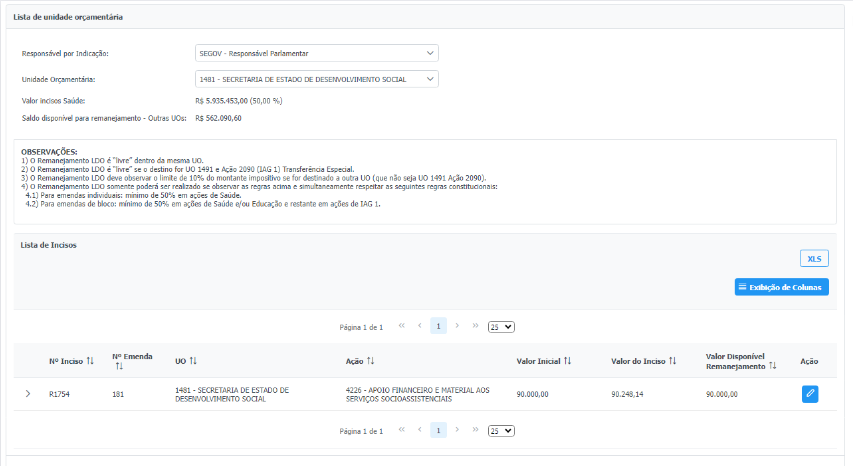 Lista de unidade orçamentária
Responsável por Indicação: SEGOV - Responsável Parlamentar
Unidade Orçamentária: 1481 - SECRETARIA DE ESTADO DE DESENVOLVIMENTO SOCIAL
Valor incisos Saúde: R$ 5.935.453,00 (50,00 %)
Saldo disponível para remanejamento - Outras UOs: R$ 562.090,60
OBSERVAÇÕES:
1) O Remanejamento LDO é "livre" dentro da mesma UO.
2) O Remanejamento LDO é "livre" se o destino for UO 1491 e Ação 2090 (IAG 1) Transferência Especial.
3) O Remanejamento LDO deve observar o limite de 10% do montante impositivo se for destinado a outra UO (que não seja UO 1491 Ação 2090).
4) O Remanejamento LDO somente poderá ser realizado se observar as regras acima e simultaneamente respeitar as seguintes regras constitucionais:
4.1) Para emendas individuais: mínimo de 50% em ações de Saúde.
4.2) Para emendas de bloco: mínimo de 50% em ações de Saúde e/ou Educação e restante em ações de IAG 1.
Lista de Incisos
XLS
Exibição de Colunas
Página 1 de 1 << < 1 > >> 25
Nº Inciso Nº Emenda UO Ação Valor Inicial Valor do Inciso Valor Disponível Remanejamento Ação
R1754 181 1481 - SECRETARIA DE ESTADO DE DESENVOLVIMENTO SOCIAL 4226 - APOIO FINANCEIRO E MATERIAL AOS SERVIÇOS SOCIOASSISTENCIAIS 90.000,00 90.248,14 90.000,00
Página 1 de 1 << < 1 > >> 25